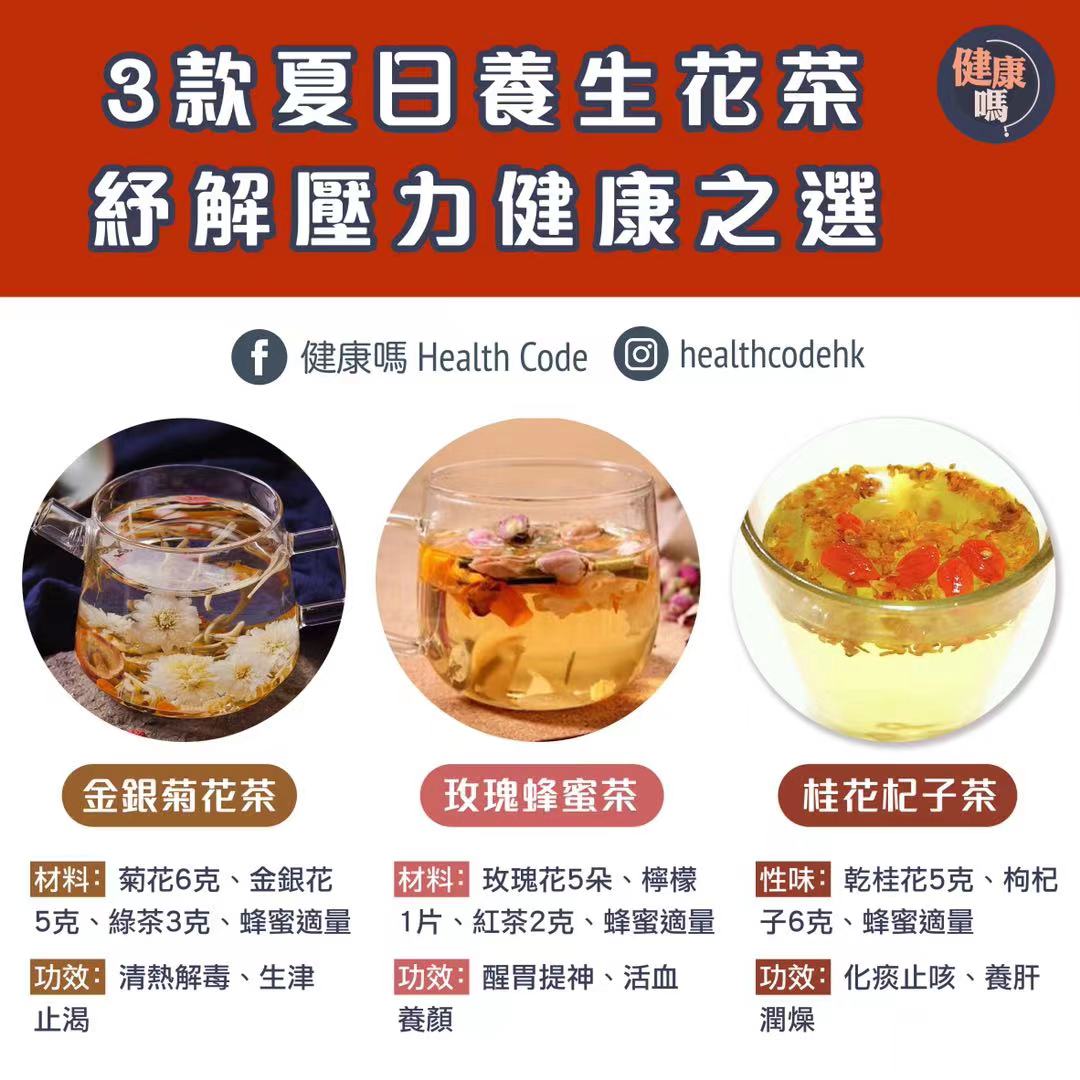 3款夏日養生花茶
健康
嗎?
紓解壓力健康之選
健康嗎 Health Code
healthcodehk
金銀菊花茶
材料：菊花6克、金銀花
5克、綠茶3克、蜂蜜適量
功效：清熱解毒、生津
止渴
玫瑰蜂蜜茶
材料：玫瑰花5朵、檸檬
1片、紅茶2克、蜂蜜適量
功效：醒胃提神、活血
養顏
桂花杞子茶
性味：乾桂花5克、枸杞
子6克、蜂蜜適量
功效：化痰止咳、養肝
潤燥